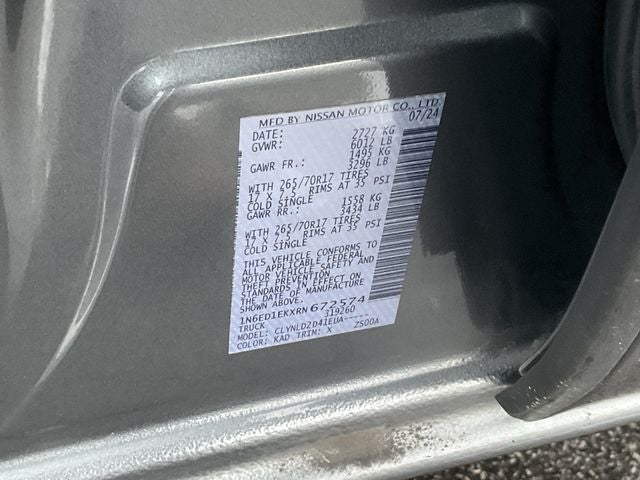 MFD BY NISSAN MOTOR CO., LTD.
DATE: 07/24
GVWR: 2727 KG
6012 LB
GAWR FR.: 1495 KG
3296 LB
WITH 265/70R17 TIRES
17 X 7.5 RIMS AT 35 PSI
COLD SINGLE
GAWR RR.: 1558 KG
3434 LB
WITH 265/70R17 TIRES
17 X 7.5 RIMS AT 35 PSI
COLD SINGLE
THIS VEHICLE CONFORMS TO
ALL APPLICABLE FEDERAL
MOTOR VEHICLE SAFETY AND
THEFT PREVENTION
STANDARDS IN EFFECT ON
THE DATE OF MANUFACTURE
SHOWN ABOVE.
1N6ED1EKXRN672574
TRUCK 319260
MODEL: CLYNLD2D41EUA-----
COLOR: KAD TRIM: X ZS00A